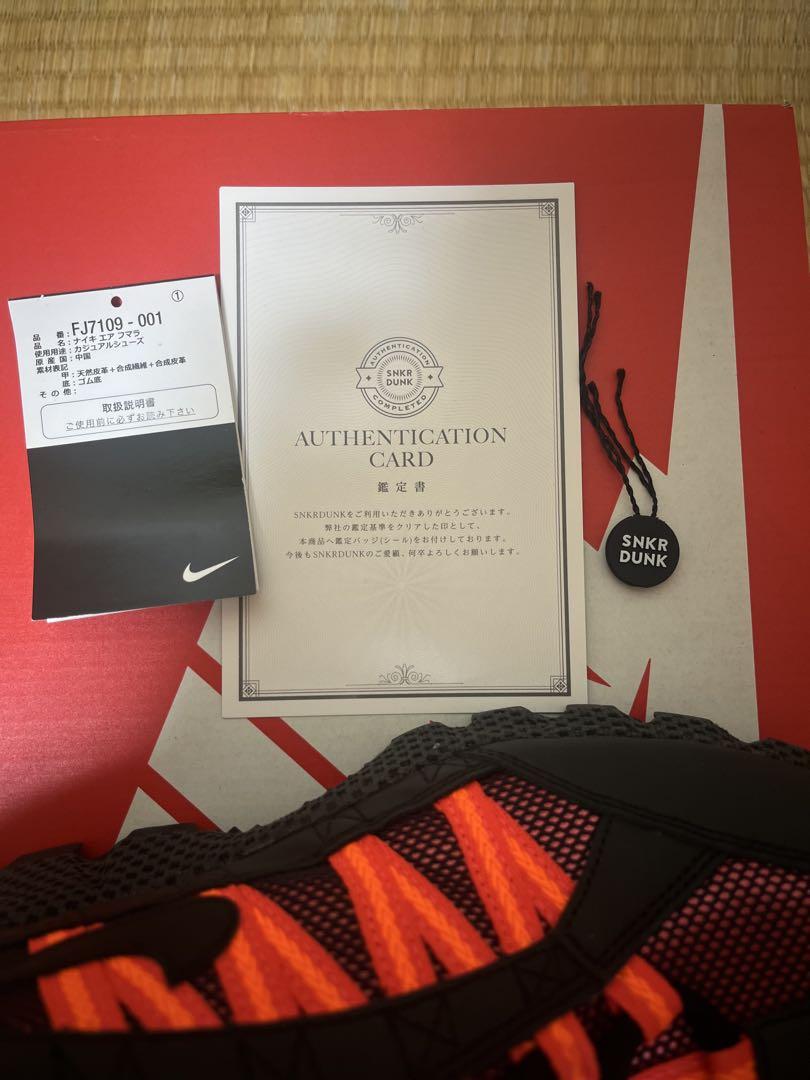 ①
品 番：FJ7109 - 001
品 名：ナイキ エア フマラ
使用用途：カジュアルシューズ
原 産 国：中国
素材表記
甲：天然皮革＋合成繊維＋合成皮革
底：ゴム底
そ の 他：
取扱説明書
ご使用前に必ずお読み下さい
AUTHENTICATION
SNKR
DUNK
COMPLETED
AUTHENTICATION
CARD
鑑定書
SNKRDUNKをご利用いただきありがとうございます。
弊社の鑑定基準をクリアした印として、
本商品へ鑑定バッジ(シール)をお付けしております。
今後もSNKRDUNKのご愛顧、何卒よろしくお願いします。
SNKR
DUNK